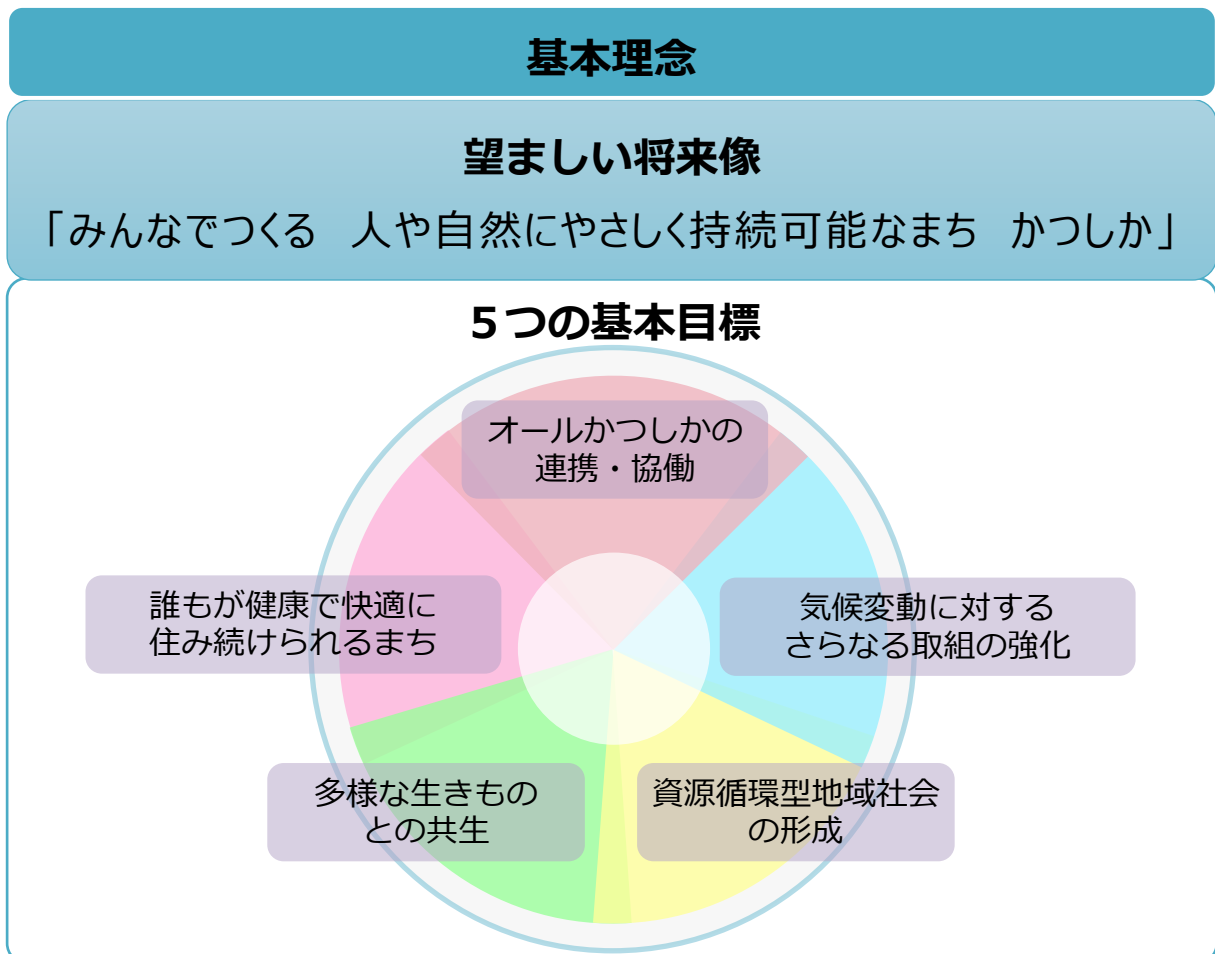 基本理念
望ましい将来像
「みんなでつくる　人や自然にやさしく持続可能なまち　かつしか」
５つの基本目標
オールかつしかの
連携・協働
誰もが健康で快適に
住み続けられるまち
気候変動に対する
さらなる取組の強化
多様な生きもの
との共生
資源循環型地域社会
の形成